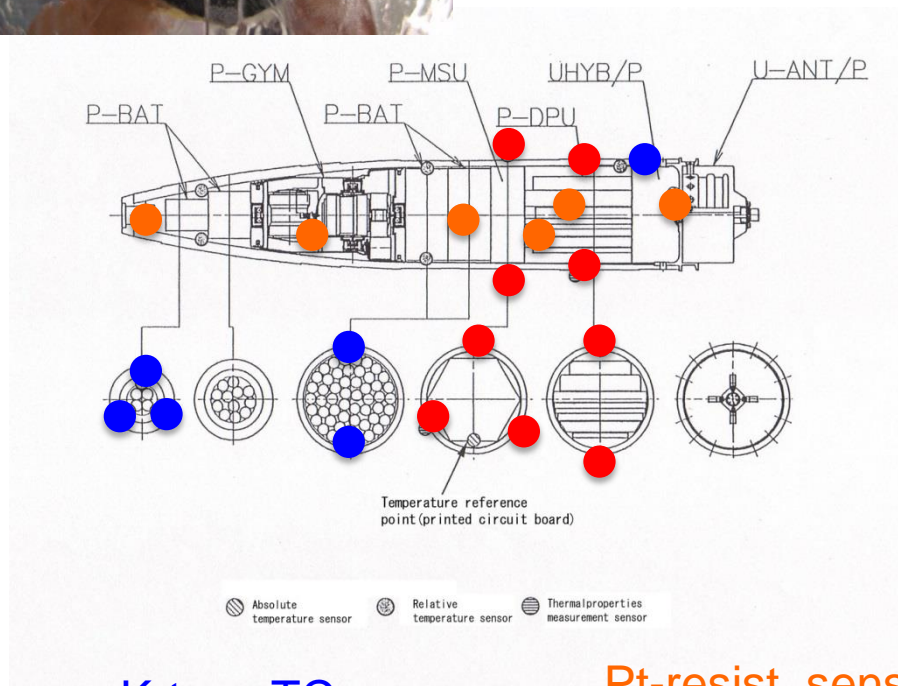 P-GYM
P-MSU
UHYB/P
U-ANT/P
P-BAT
P-BAT
P-DPU
Temperature reference
point(printed circuit board)
Absolute
temperature sensor
Relative
temperature sensor
Thermalproperties
measurement sensor